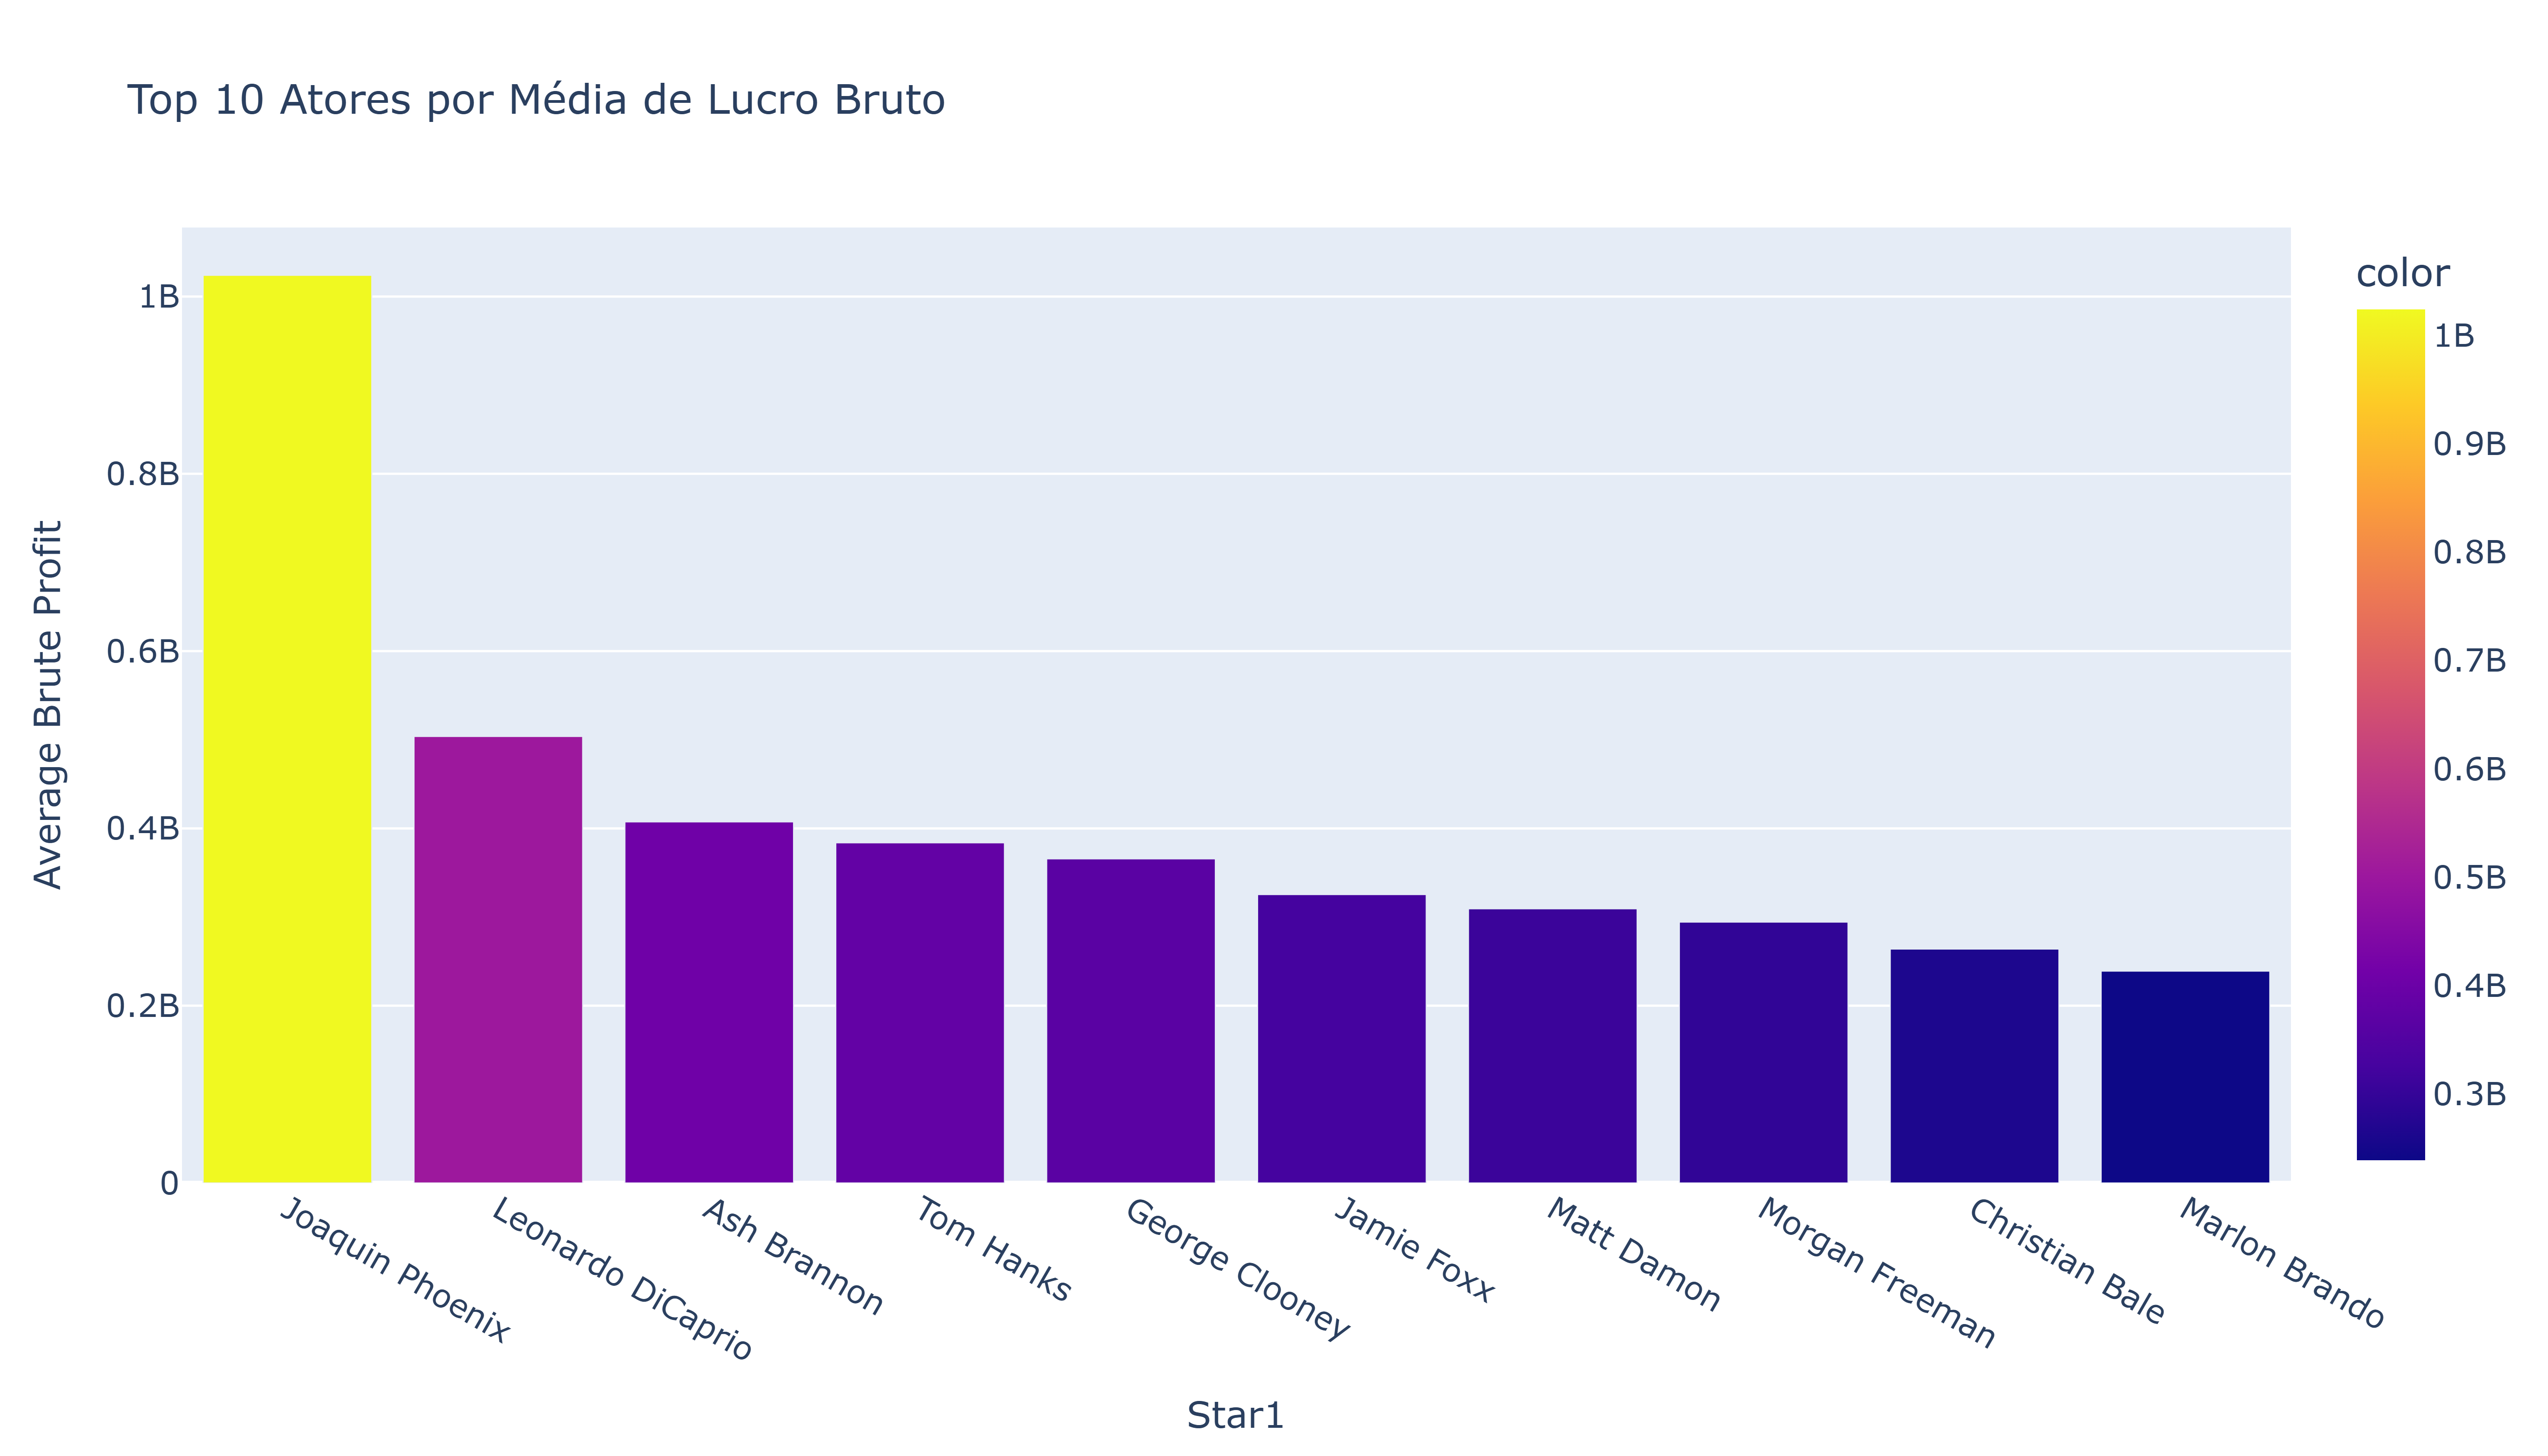 Top 10 Atores por Média de Lucro Bruto
Average Brute Profit
1B
0.8B
0.6B
0.4B
0.2B
0
Joaquin Phoenix
Leonardo DiCaprio
Ash Brannon
Tom Hanks
George Clooney
Jamie Foxx
Matt Damon
Morgan Freeman
Christian Bale
Marlon Brando
Star1
color
1B
0.9B
0.8B
0.7B
0.6B
0.5B
0.4B
0.3B